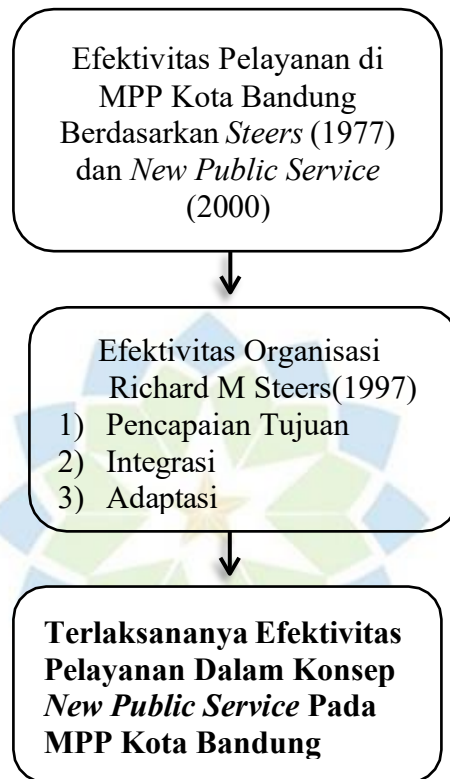 Efektivitas Pelayanan di
MPP Kota Bandung
Berdasarkan Steers (1977)
dan New Public Service
(2000)
Efektivitas Organisasi
Richard M Steers(1997)
1) Pencapaian Tujuan
2) Integrasi
3) Adaptasi
Terlaksananya Efektivitas
Pelayanan Dalam Konsep
New Public Service Pada
MPP Kota Bandung